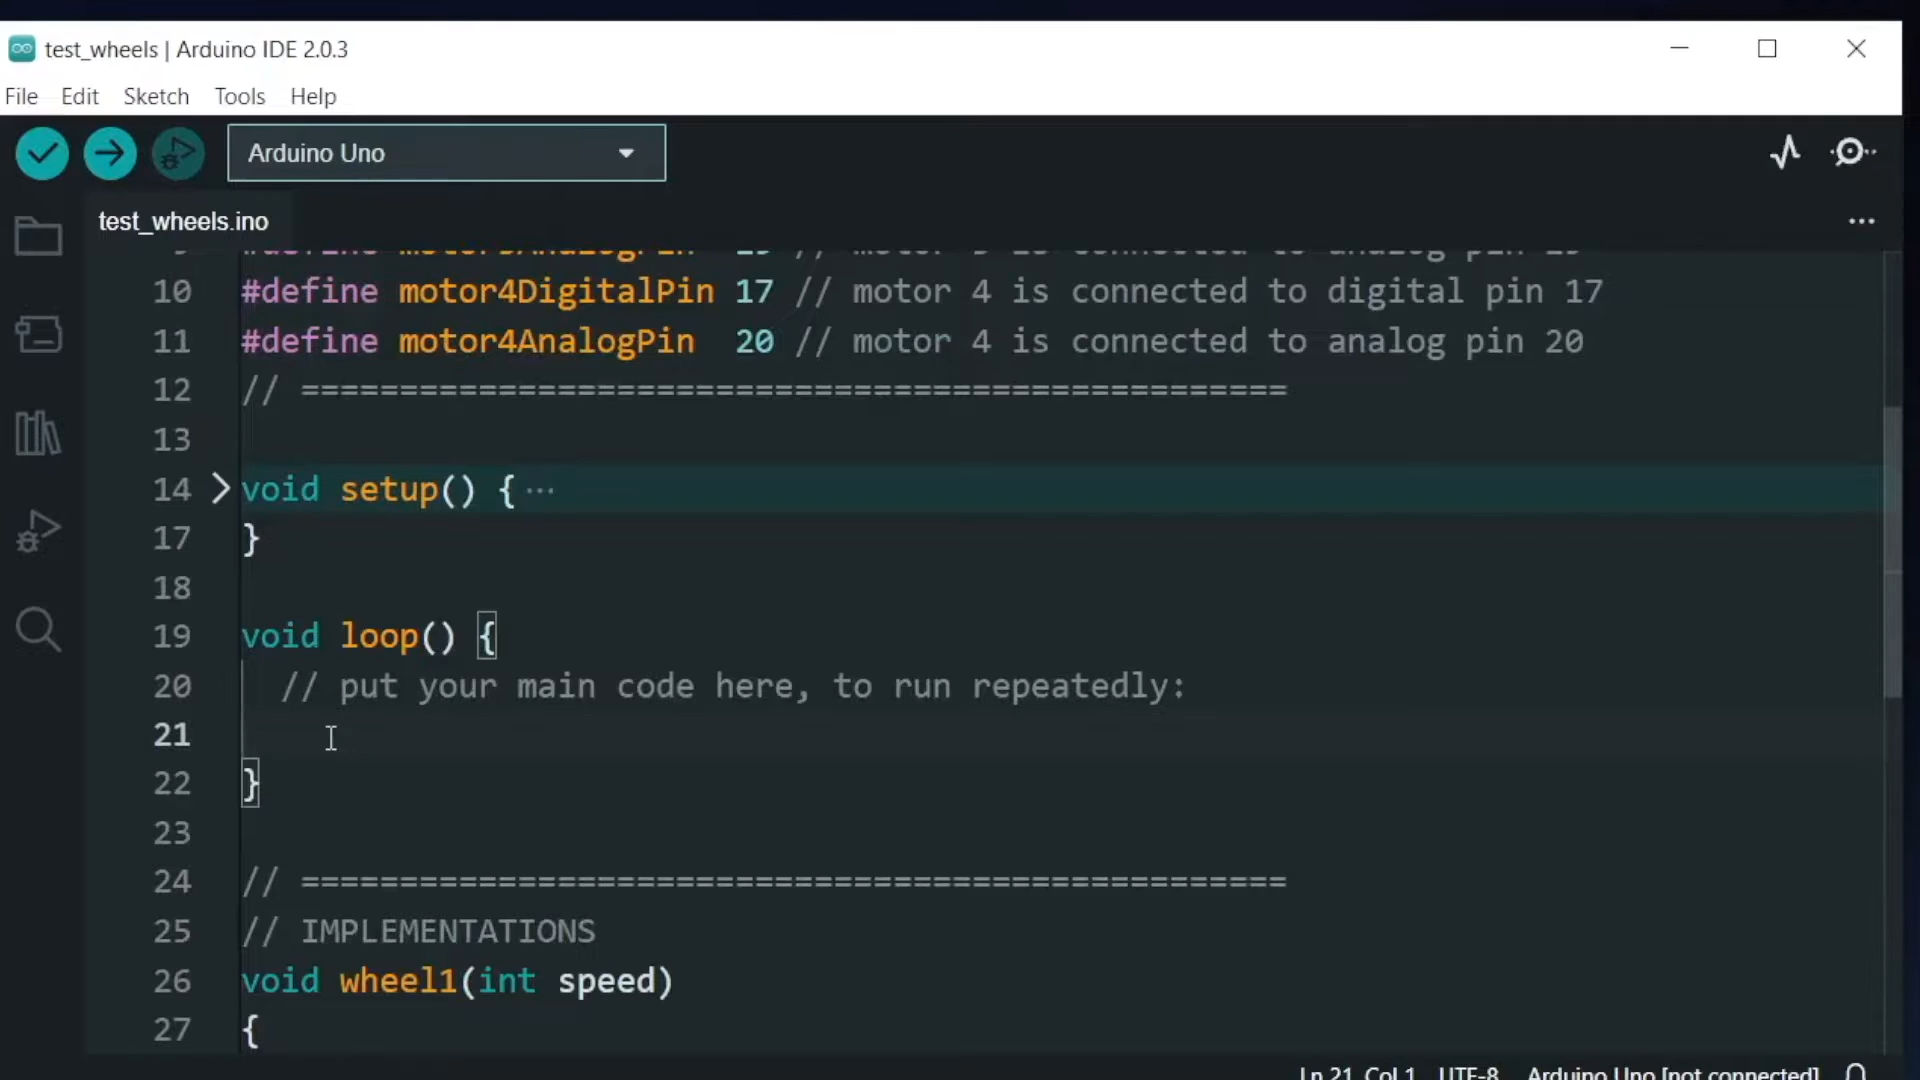 test_wheels | Arduino IDE 2.0.3
File Edit Sketch Tools Help
Arduino Uno
test_wheels.ino
10 #define motor4DigitalPin 17 // motor 4 is connected to digital pin 17
11 #define motor4AnalogPin 20 // motor 4 is connected to analog pin 20
12 // ==================================================
13
14 void setup() { ...
17 }
18
19 void loop() {
20 // put your main code here, to run repeatedly:
21
22 }
23
24 // ==================================================
25 // IMPLEMENTATIONS
26 void wheel1(int speed)
27 {
Ln 21, Col 1 UTF-8 Arduino Uno [not connected]